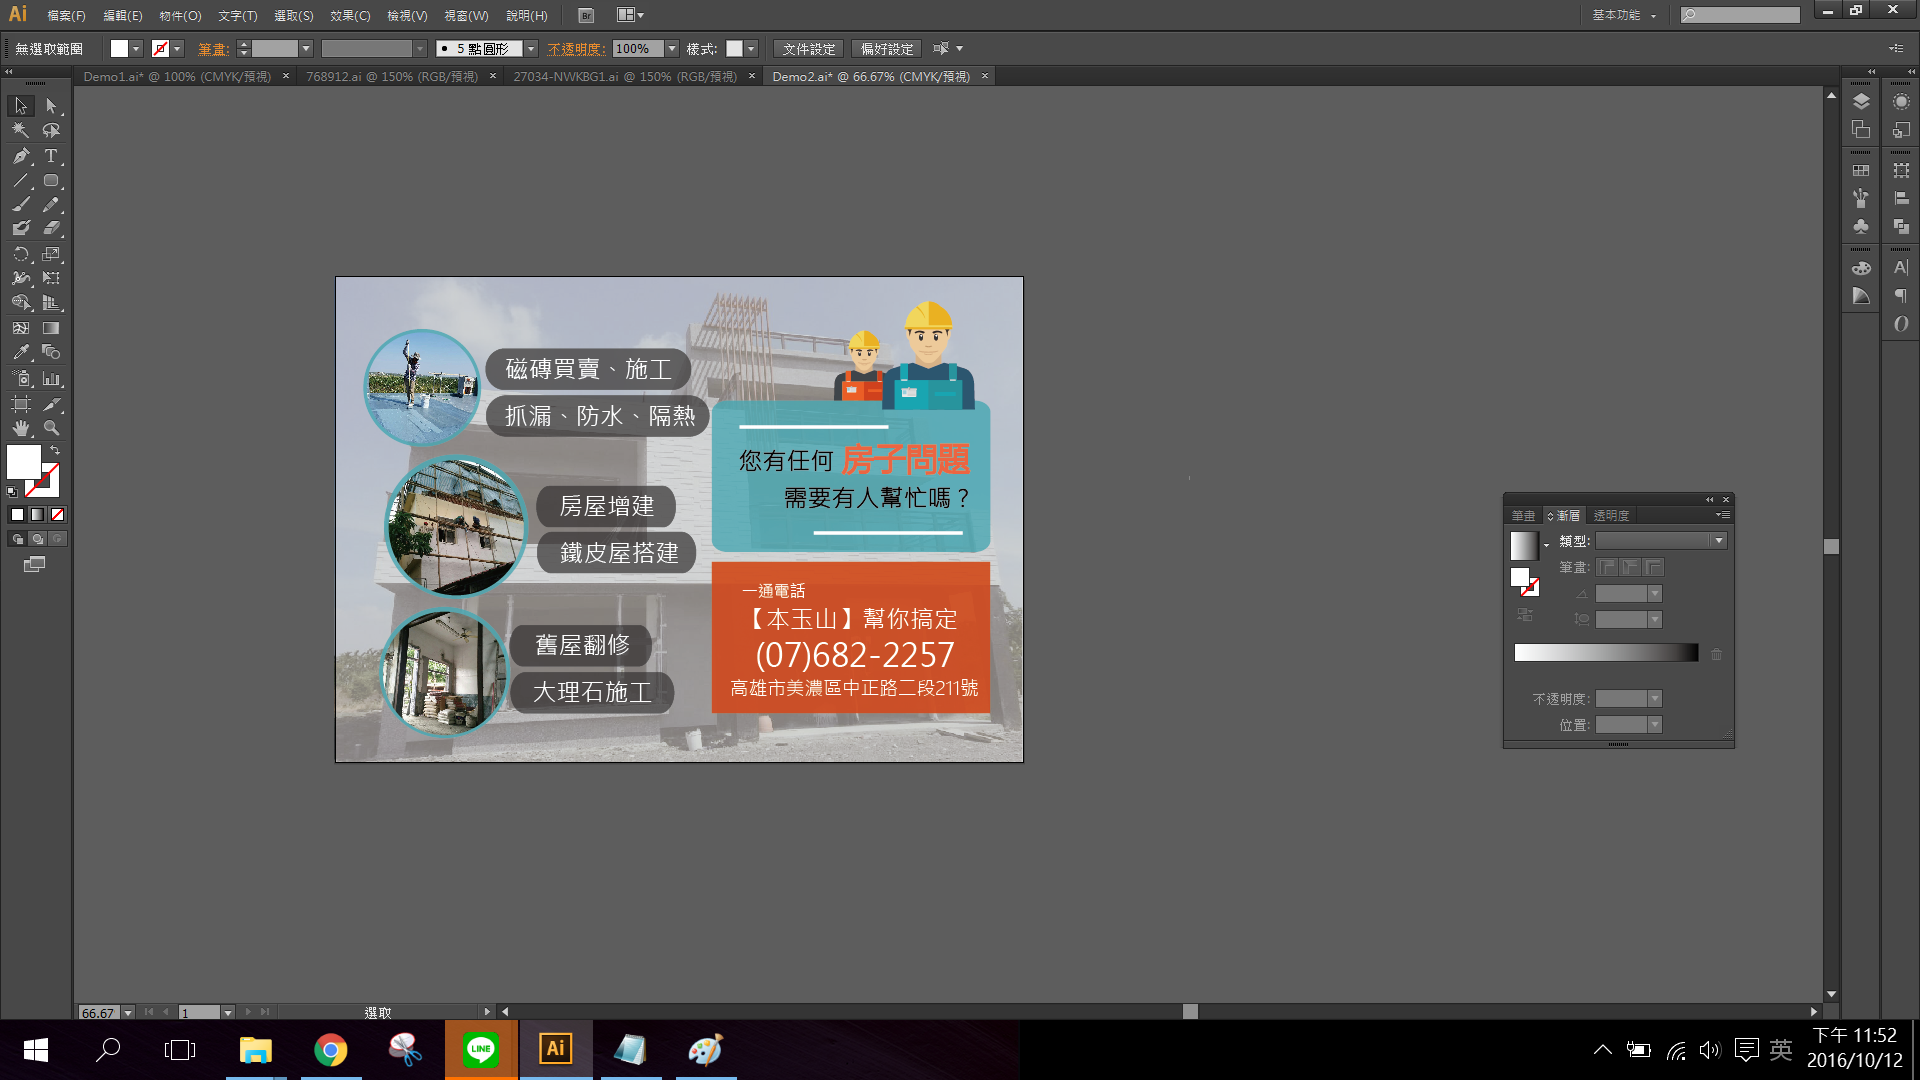 Ai 檔案(F) 編輯(E) 物件(O) 文字(T) 選取(S) 效果(C) 檢視(V) 視窗(W) 說明(H) Br 基本功能
無選取範圍 筆畫: 5 點圓形 不透明度: 100% 樣式: 文件設定 偏好設定
Demo1.ai* @ 100% (CMYK/預視) × 768912.ai @ 150% (RGB/預視) × 27034-NWKBG1.ai @ 150% (RGB/預視) × Demo2.ai* @ 66.67% (CMYK/預視) ×
磁磚買賣、施工
抓漏、防水、隔熱
房屋增建
鐵皮屋搭建
舊屋翻修
大理石施工
您有任何 房子問題
需要有人幫忙嗎?
一通電話
【本玉山】幫你搞定
(07)682-2257
高雄市美濃區中正路二段211號
筆畫 漸層 透明度
類型:
筆畫:
不透明度:
位置:
66.67 1 選取
LINE Ai 英 下午 11:52
2016/10/12